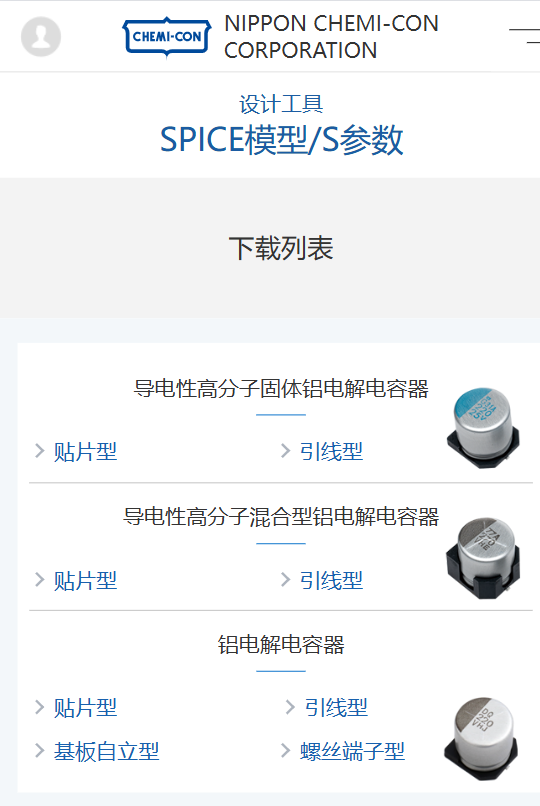 CHEMI-CON
NIPPON CHEMI-CON
CORPORATION
设计工具
SPICE模型/S参数
下载列表
导电性高分子固体铝电解电容器
贴片型
引线型
导电性高分子混合型铝电解电容器
贴片型
引线型
铝电解电容器
贴片型
引线型
基板自立型
螺丝端子型
220
VHJ